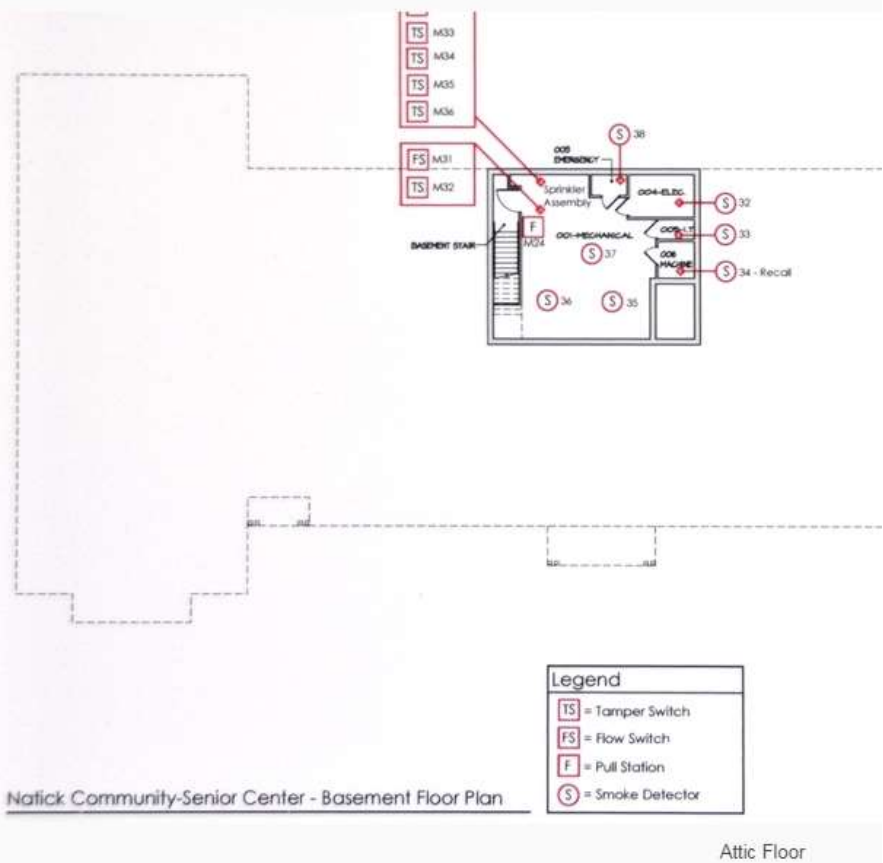 TS M33
TS M34
TS M35
TS M36
FS M31
TS M32
S 38
003
EMERGENCY
Sprinkler
Assembly
004-ELEC
S 32
F
M24
BASEMENT STAIR
001-MECHANICAL
S 33
S 37
006
MACHINE
S 34 - Recall
S 36
S 35
Legend
TS = Tamper Switch
FS = Flow Switch
F = Pull Station
S = Smoke Detector
Natick Community-Senior Center - Basement Floor Plan
Attic Floor